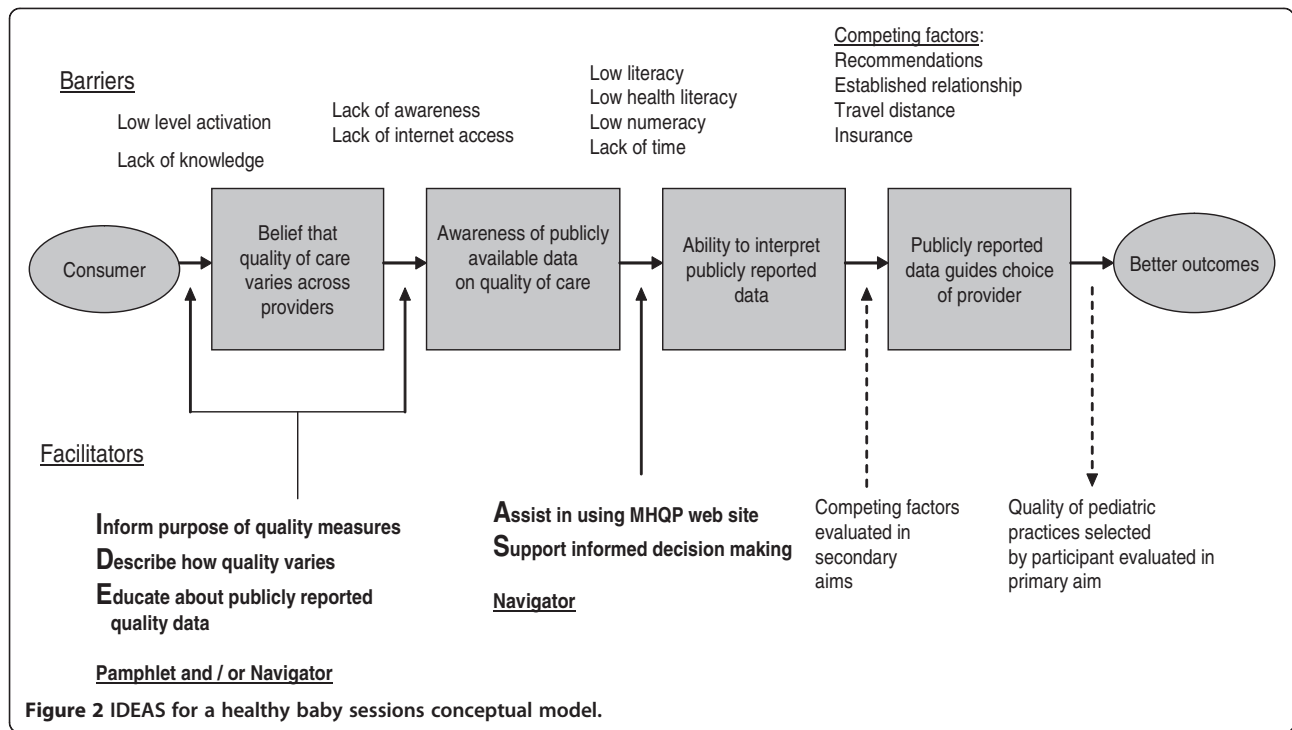 Barriers
Low level activation
Lack of knowledge
Lack of awareness
Lack of internet access
Low literacy
Low health literacy
Low numeracy
Lack of time
Competing factors:
Recommendations
Established relationship
Travel distance
Insurance
Consumer
Belief that
quality of care
varies across
providers
Awareness of publicly
available data
on quality of care
Ability to interpret
publicly reported
data
Publicly reported
data guides choice
of provider
Better outcomes
Facilitators
Inform purpose of quality measures
Describe how quality varies
Educate about publicly reported
quality data
Pamphlet and / or Navigator
Assist in using MHQP web site
Support informed decision making
Navigator
Competing factors
evaluated in
secondary
aims
Quality of pediatric
practices selected
by participant evaluated in
primary aim
Figure 2 IDEAS for a healthy baby sessions conceptual model.